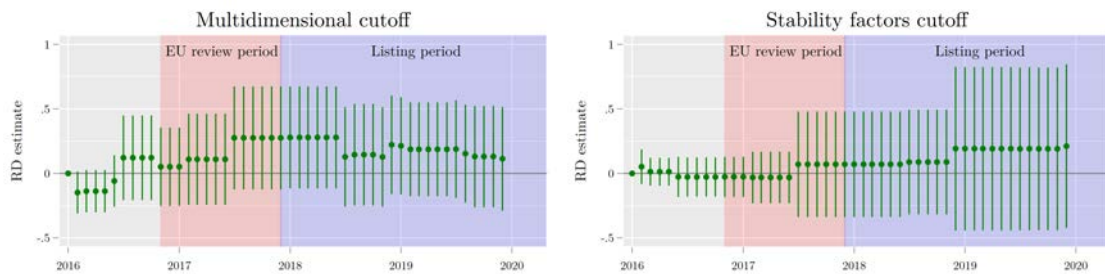 Multidimensional cutoff
EU review period
Listing period
RD estimate
1
.5
0
-.5
2016
2017
2018
2019
2020
Stability factors cutoff
EU review period
Listing period
RD estimate
1
.5
0
-.5
2016
2017
2018
2019
2020